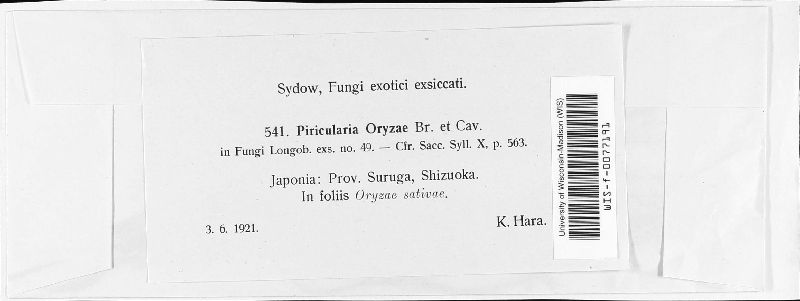 Sydow, Fungi exotici exsiccati.
541. Piricularia Oryzae Br. et Cav.
in Fungi Longob. exs. no. 49. — Cfr. Sacc. Syll. X, p. 563.
Japonia: Prov. Suruga, Shizuoka.
In foliis Oryzae sativae.
3. 6. 1921.
K. Hara.
University of Wisconsin-Madison (WIS)
WIS-f-0077191